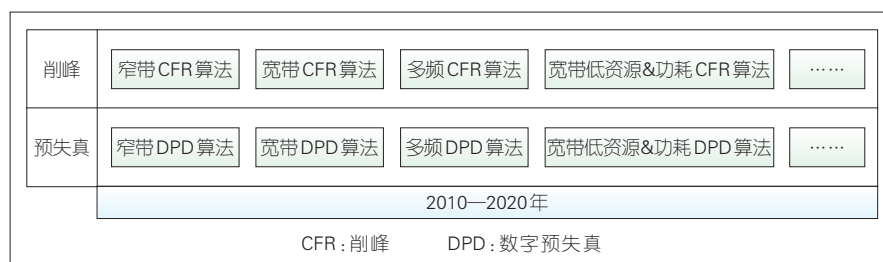 削峰 窄带CFR算法 宽带CFR算法 多频CFR算法 宽带低资源&功耗CFR算法 ……
预失真 窄带DPD算法 宽带DPD算法 多频DPD算法 宽带低资源&功耗DPD算法 ……
2010—2020年
CFR:削峰 DPD:数字预失真